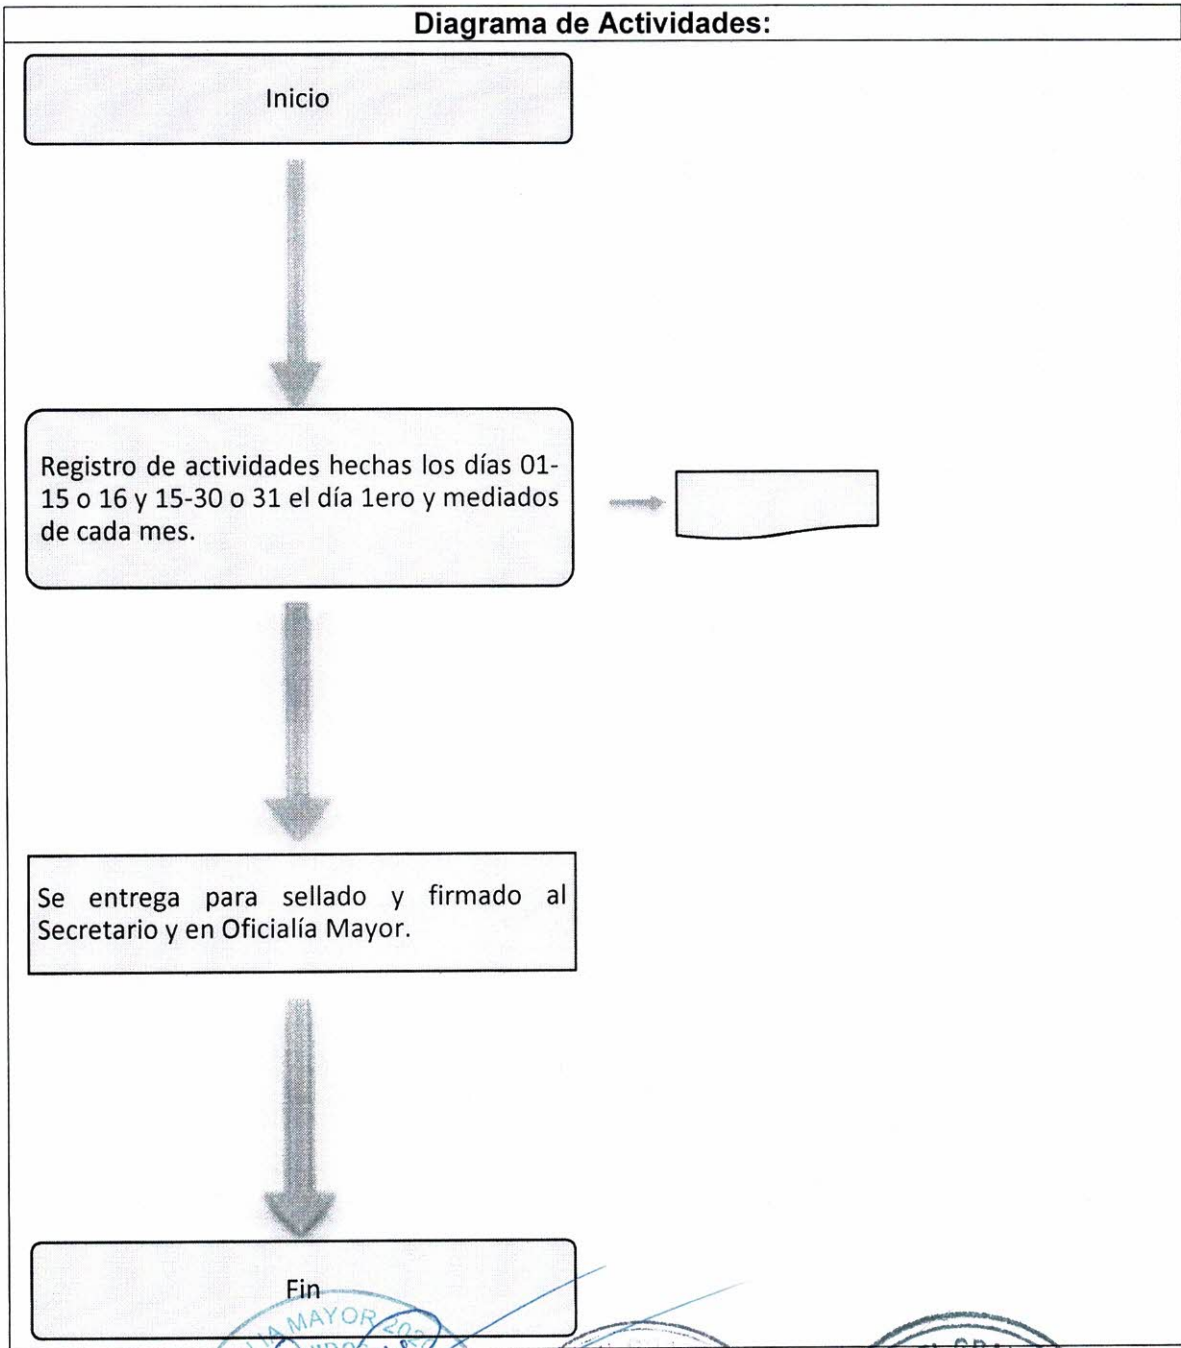 Diagrama de Actividades:
Inicio
Registro de actividades hechas los días 01-
15 o 16 y 15-30 o 31 el día 1ero y mediados
de cada mes.
Se entrega para sellado y firmado al
Secretario y en Oficialía Mayor.
Fin
MAYOR